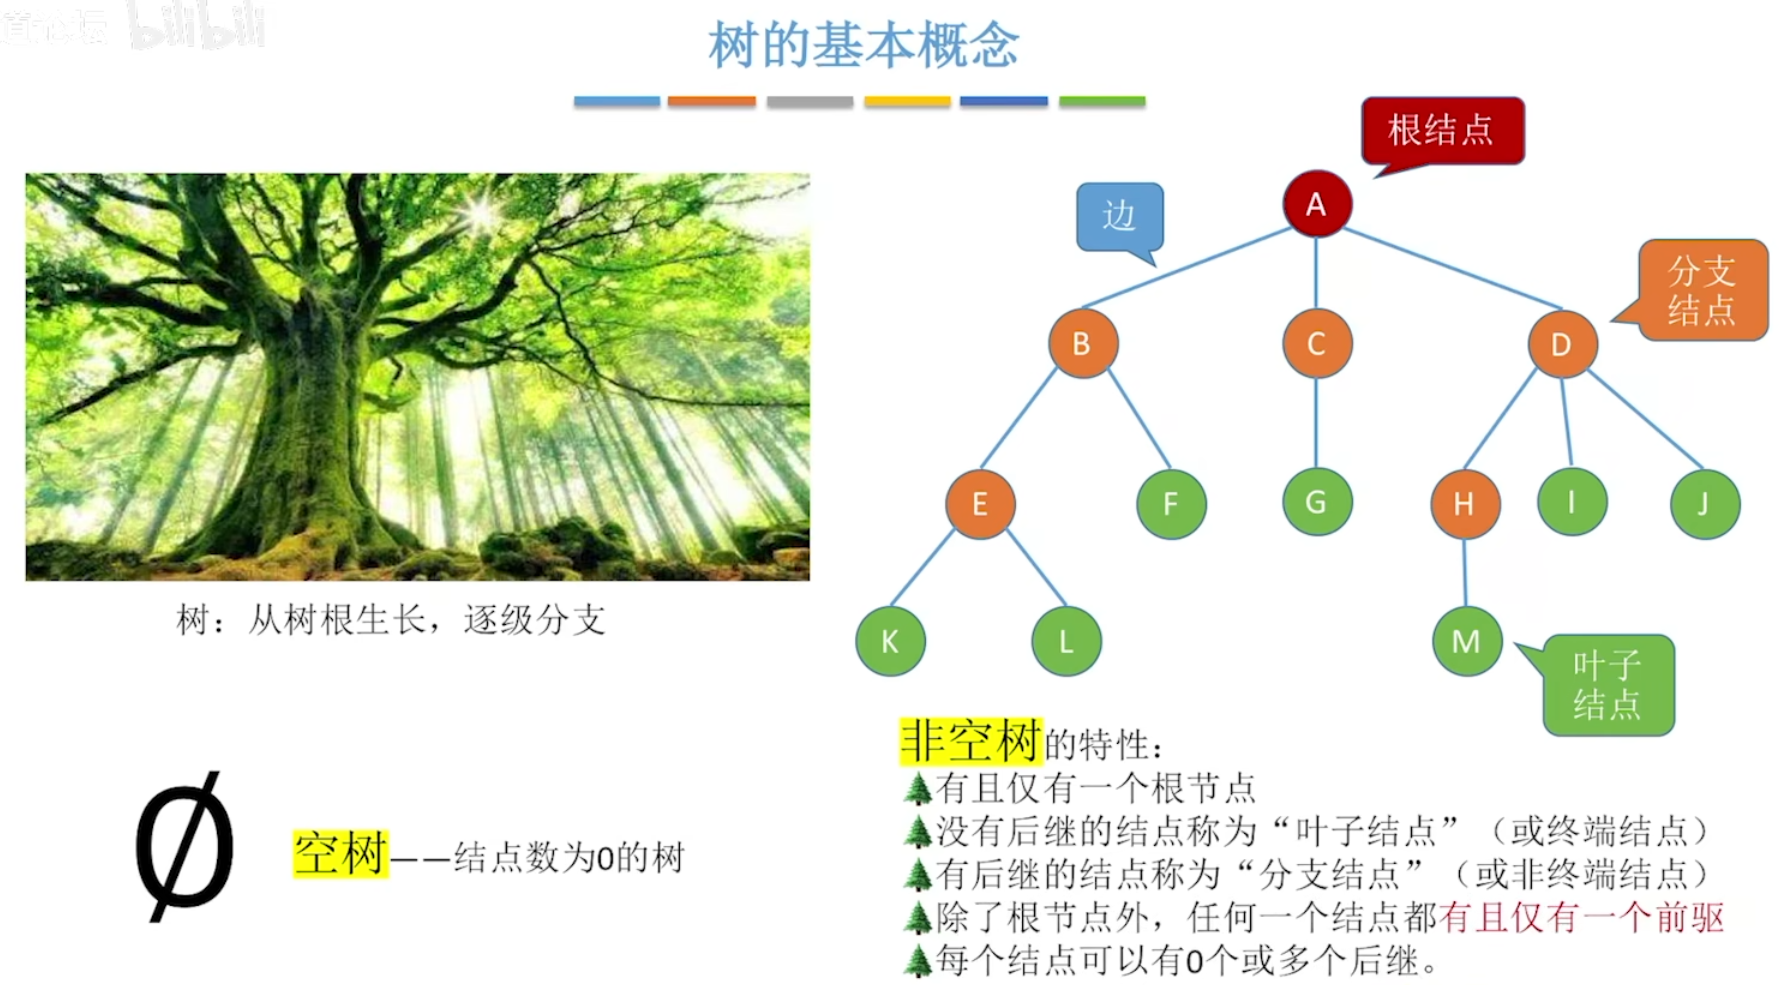 bilibili
树的基本概念
根结点
A
边
分支
结点
B
C
D
E
F
G
H
I
J
K
L
M
叶子
结点
树：从树根生长，逐级分支
Ø
空树——结点数为0的树
非空树的特性：
🌲有且仅有一个根节点
🌲没有后继的结点称为“叶子结点”（或终端结点）
🌲有后继的结点称为“分支结点”（或非终端结点）
🌲除了根节点外，任何一个结点都有且仅有一个前驱
🌲每个结点可以有0个或多个后继。